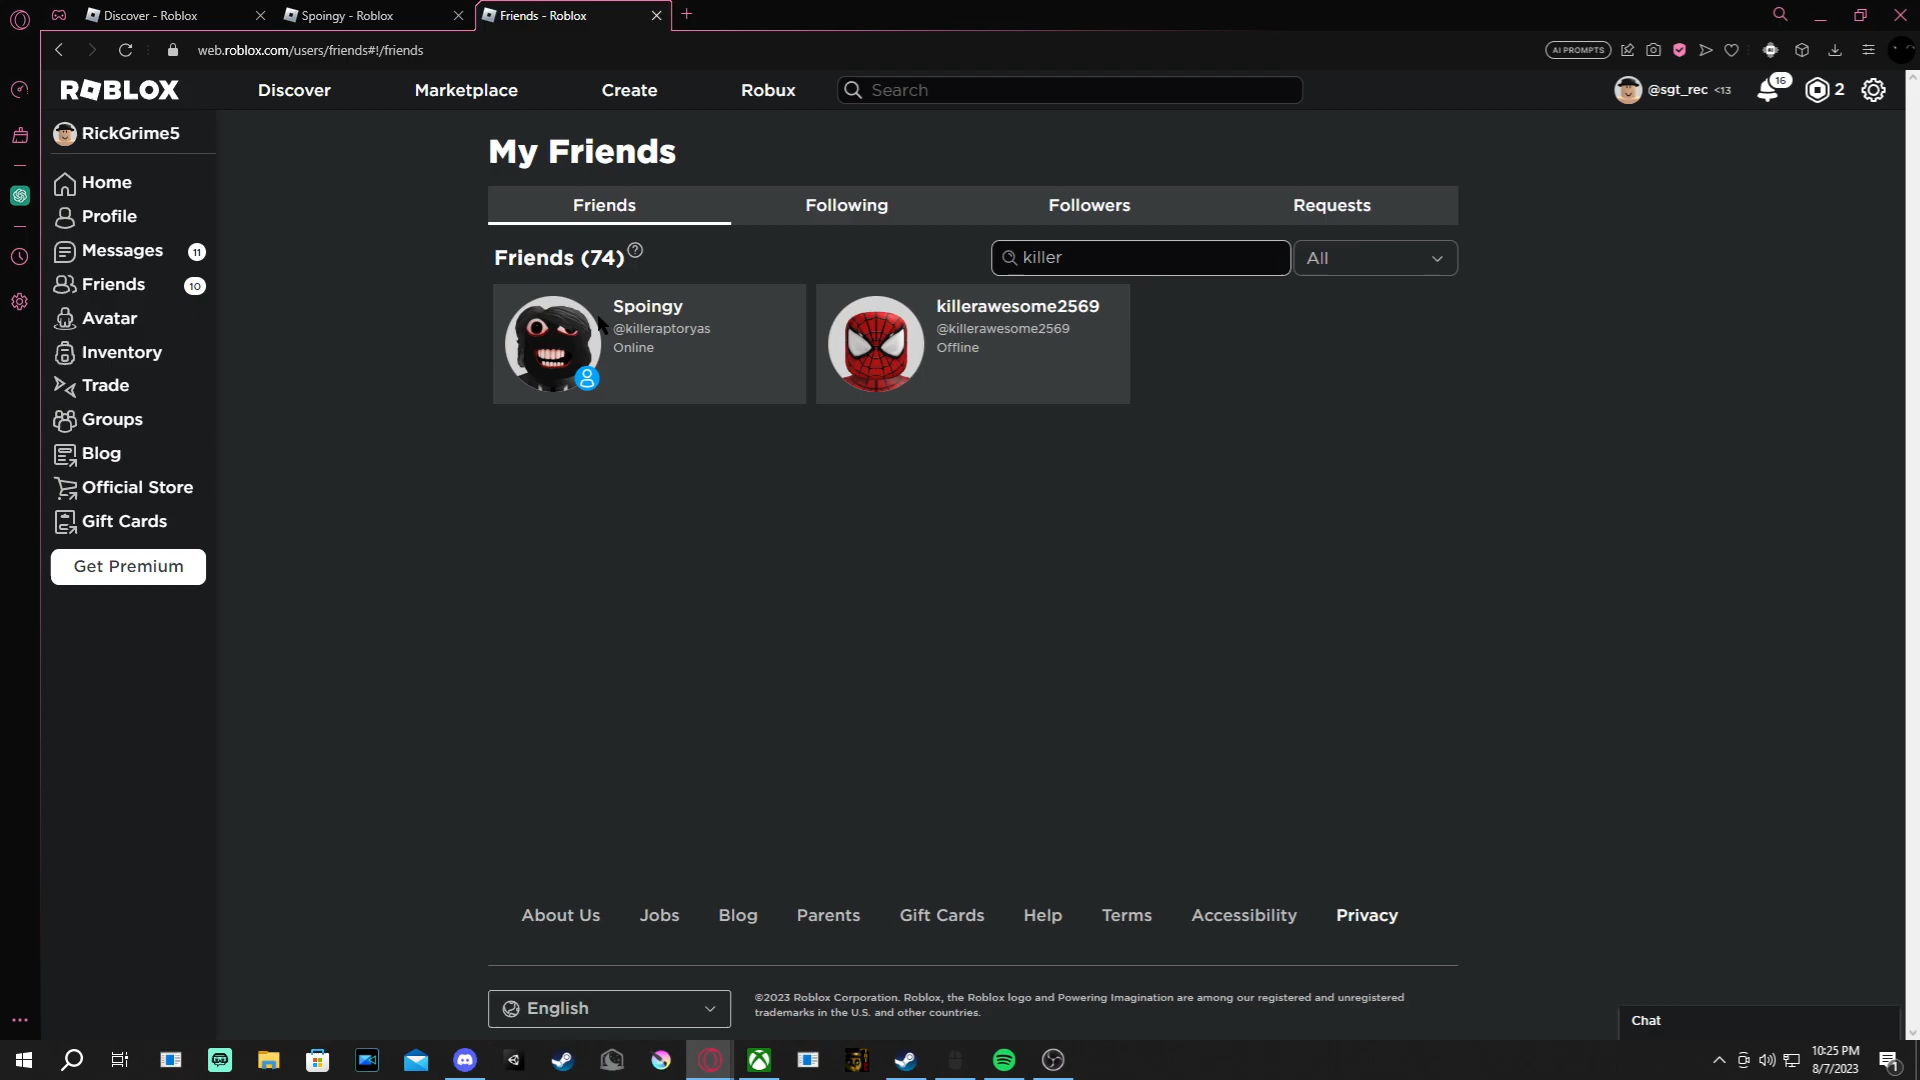 Discover - Roblox
Spoingy - Roblox
Friends - Roblox
web.roblox.com/users/friends#!/friends
AI PROMPTS
ROBLOX
Discover
Marketplace
Create
Robux
Search
@sgt_rec <13
16
2
RickGrime5
Home
Profile
Messages 11
Friends 10
Avatar
Inventory
Trade
Groups
Blog
Official Store
Gift Cards
Get Premium
My Friends
Friends
Following
Followers
Requests
Friends (74)
killer
All
Spoingy
@killeraptoryas
Online
killerawesome2569
@killerawesome2569
Offline
About Us
Jobs
Blog
Parents
Gift Cards
Help
Terms
Accessibility
Privacy
English
©2023 Roblox Corporation. Roblox, the Roblox logo and Powering Imagination are among our registered and unregistered
trademarks in the U.S. and other countries.
Chat
10:25 PM
8/7/2023
1